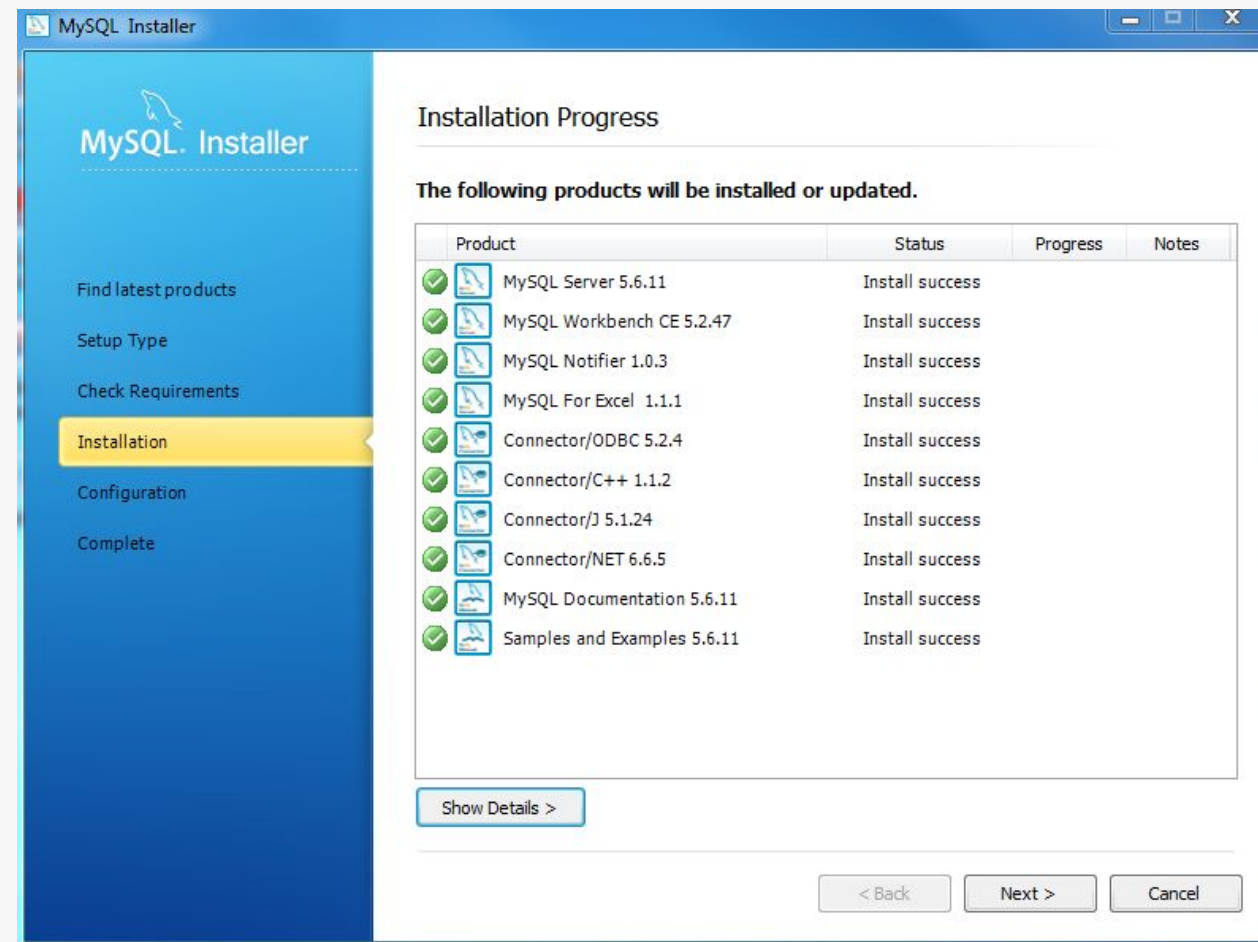 MySQL Installer
MySQL. Installer
Find latest products
Setup Type
Check Requirements
Installation
Configuration
Complete
Installation Progress
The following products will be installed or updated.
Product Status Progress Notes
MySQL Server 5.6.11 Install success
MySQL Workbench CE 5.2.47 Install success
MySQL Notifier 1.0.3 Install success
MySQL For Excel 1.1.1 Install success
Connector/ODBC 5.2.4 Install success
Connector/C++ 1.1.2 Install success
Connector/J 5.1.24 Install success
Connector/NET 6.6.5 Install success
MySQL Documentation 5.6.11 Install success
Samples and Examples 5.6.11 Install success
Show Details >
< Back Next > Cancel